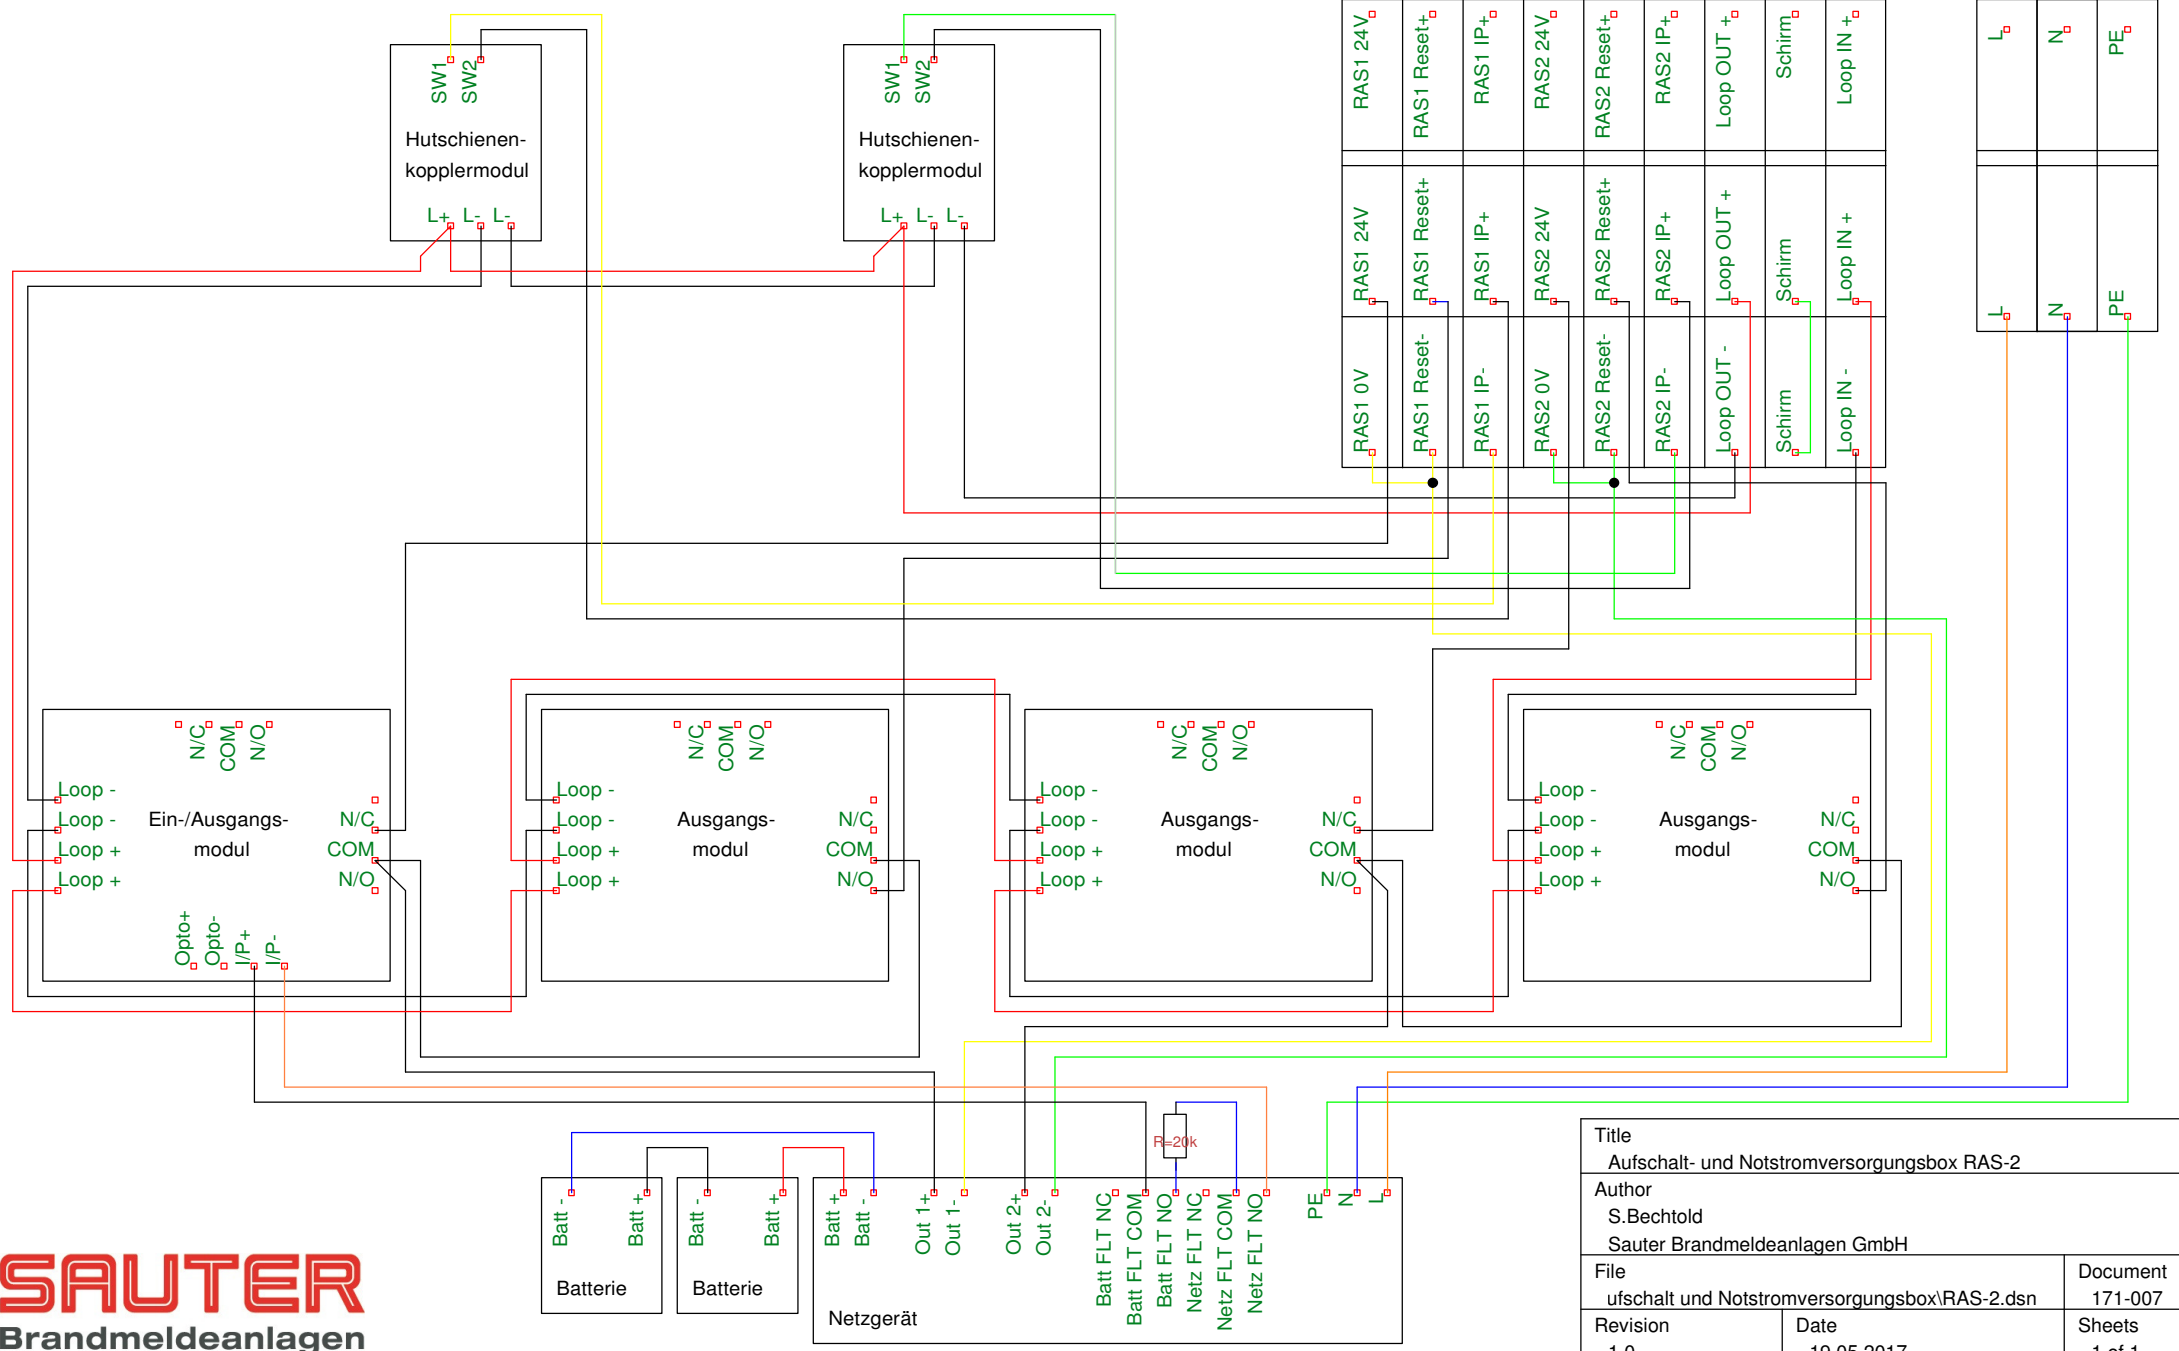 SW1
SW2
Hutschienen-
kopplermodul
L+ L- L-
SW1
SW2
Hutschienen-
kopplermodul
L+ L- L-
RAS1 24V
RAS1 Reset+
RAS1 IP+
RAS2 24V
RAS2 Reset+
RAS2 IP+
Loop OUT +
Schirm
Loop IN +
RAS1 24V
RAS1 Reset+
RAS1 IP+
RAS2 24V
RAS2 Reset+
RAS2 IP+
Loop OUT +
Schirm
Loop IN +
RAS1 0V
RAS1 Reset-
RAS1 IP-
RAS2 0V
RAS2 Reset-
RAS2 IP-
Loop OUT -
Schirm
Loop IN -
L
N
PE
L
N
PE
N/C
COM
N/O
Loop -
Loop -
Loop +
Loop +
Ein-/Ausgangs-
modul
N/C
COM
N/O
Opto+
Opto-
I/P+
I/P-
N/C
COM
N/O
Loop -
Loop -
Loop +
Loop +
Ausgangs-
modul
N/C
COM
N/O
N/C
COM
N/O
Loop -
Loop -
Loop +
Loop +
Ausgangs-
modul
N/C
COM
N/O
N/C
COM
N/O
Loop -
Loop -
Loop +
Loop +
Ausgangs-
modul
N/C
COM
N/O
Batt -
Batt +
Batterie
Batt -
Batt +
Batterie
Batt +
Batt -
Out 1+
Out 1-
Out 2+
Out 2-
Batt FLT NC
Batt FLT COM
Batt FLT NO
Netz FLT NC
Netz FLT COM
Netz FLT NO
PE
N
L
R=20k
Netzgerät
SAUTER
Brandmeldeanlagen
Title
Aufschalt- und Notstromversorgungsbox RAS-2
Author
S.Bechtold
Sauter Brandmeldeanlagen GmbH
File
ufschalt und Notstromversorgungsbox\RAS-2.dsn
Document
171-007
Revision
1.0
Date
19.05.2017
Sheets
1 of 1